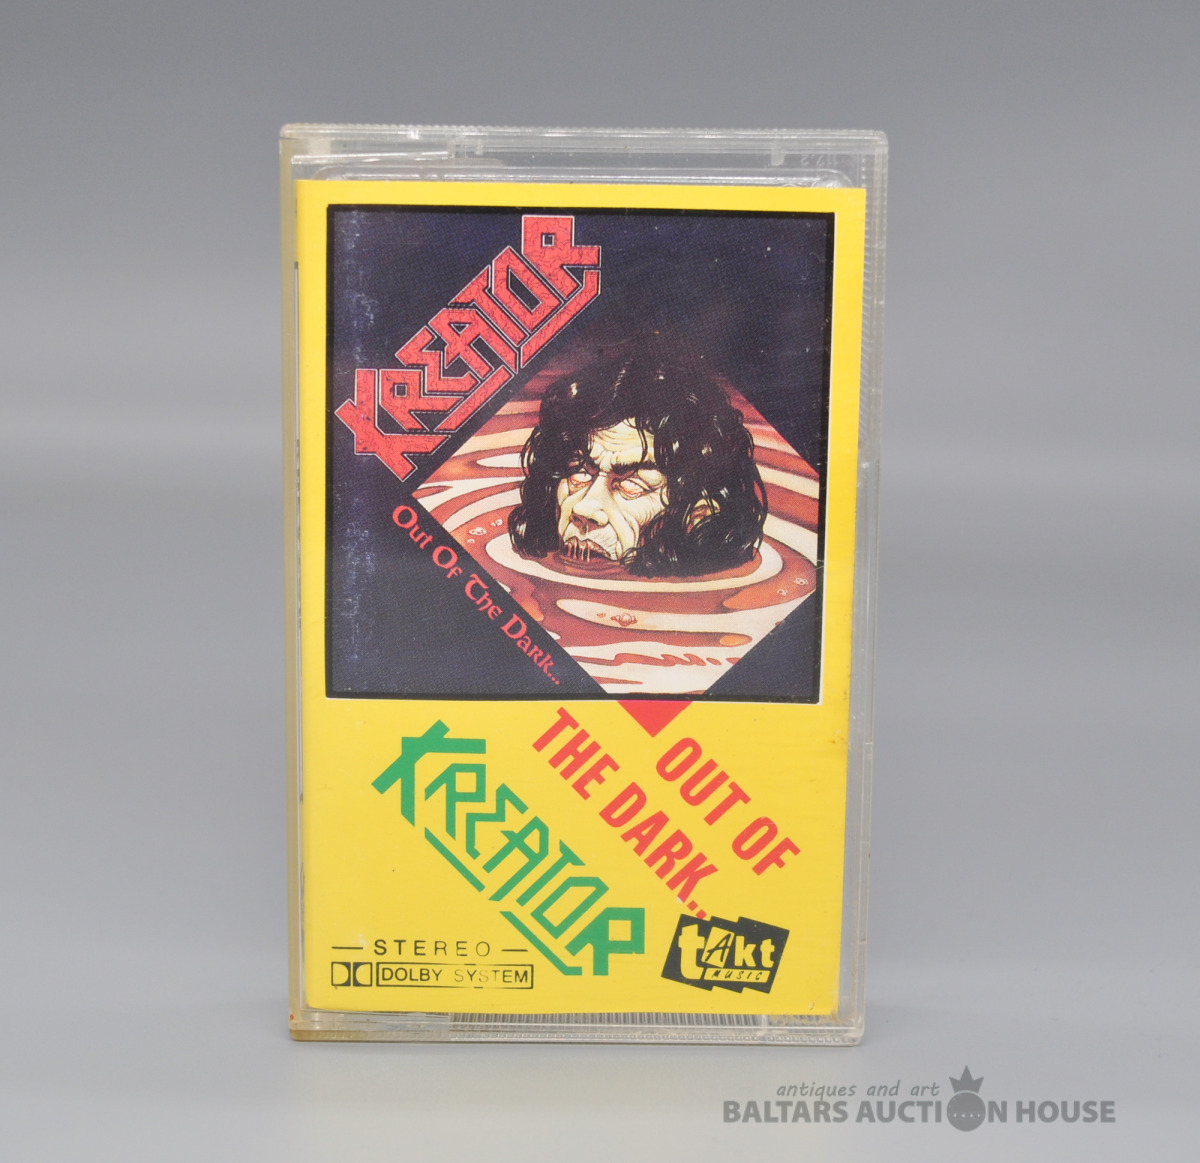 KREATOR
Out Of The Dark...
OUT OF
THE DARK...
KREATOR
STEREO
DOLBY SYSTEM
takt
MUSIC
antiques and art
BALTARS AUCTION HOUSE